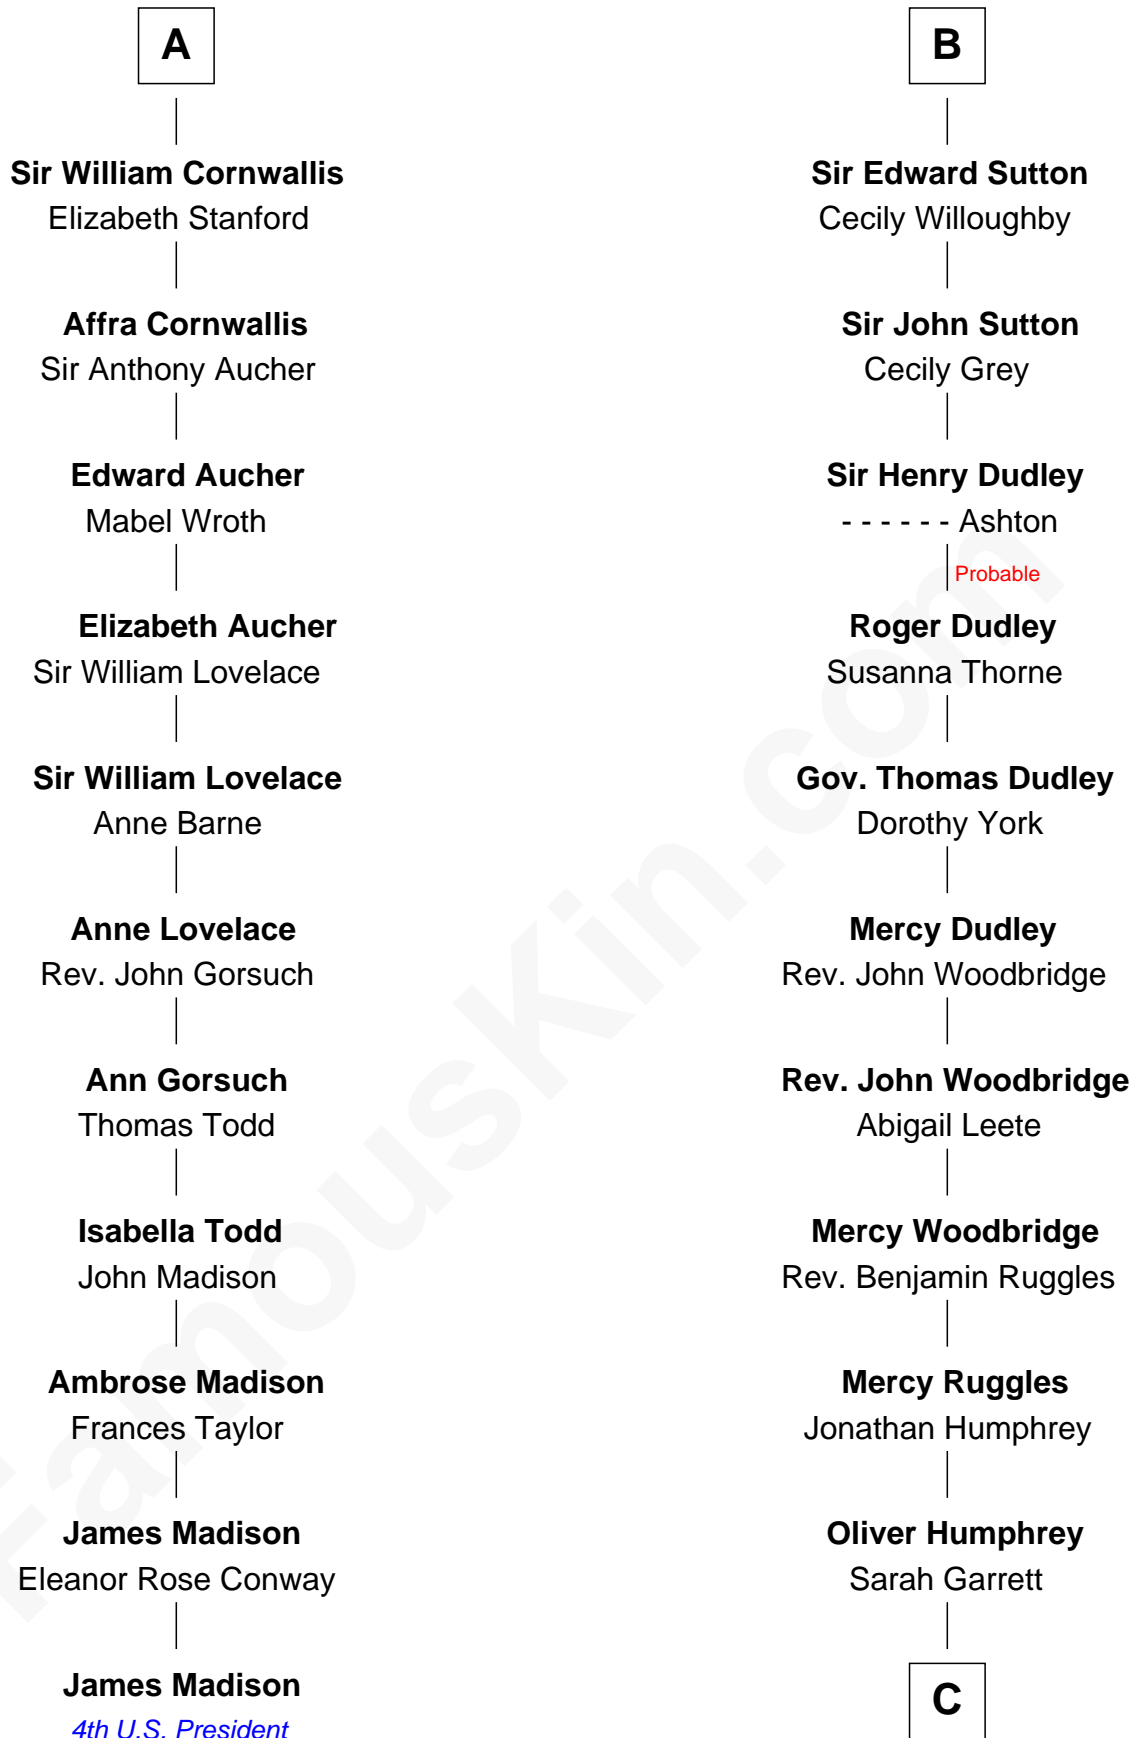 A
Sir William Cornwallis
Elizabeth Stanford
Affra Cornwallis
Sir Anthony Aucher
Edward Aucher
Mabel Wroth
Elizabeth Aucher
Sir William Lovelace
Sir William Lovelace
Anne Barne
Anne Lovelace
Rev. John Gorsuch
Ann Gorsuch
Thomas Todd
Isabella Todd
John Madison
Ambrose Madison
Frances Taylor
James Madison
Eleanor Rose Conway
James Madison
4th U.S. President
B
Sir Edward Sutton
Cecily Willoughby
Sir John Sutton
Cecily Grey
Sir Henry Dudley
- - - - - - Ashton
Probable
Roger Dudley
Susanna Thorne
Gov. Thomas Dudley
Dorothy York
Mercy Dudley
Rev. John Woodbridge
Rev. John Woodbridge
Abigail Leete
Mercy Woodbridge
Rev. Benjamin Ruggles
Mercy Ruggles
Jonathan Humphrey
Oliver Humphrey
Sarah Garrett
C
FamousKin.com